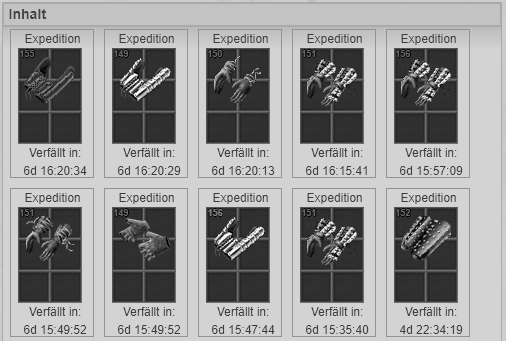 Inhalt
Expedition Expedition Expedition Expedition Expedition
155 149 150 151 156
Verfällt in: Verfällt in: Verfällt in: Verfällt in: Verfällt in:
6d 16:20:34 6d 16:20:29 6d 16:20:13 6d 16:15:41 6d 15:57:09
Expedition Expedition Expedition Expedition Expedition
151 149 156 151 152
Verfällt in: Verfällt in: Verfällt in: Verfällt in: Verfällt in:
6d 15:49:52 6d 15:49:52 6d 15:47:44 6d 15:35:40 4d 22:34:19